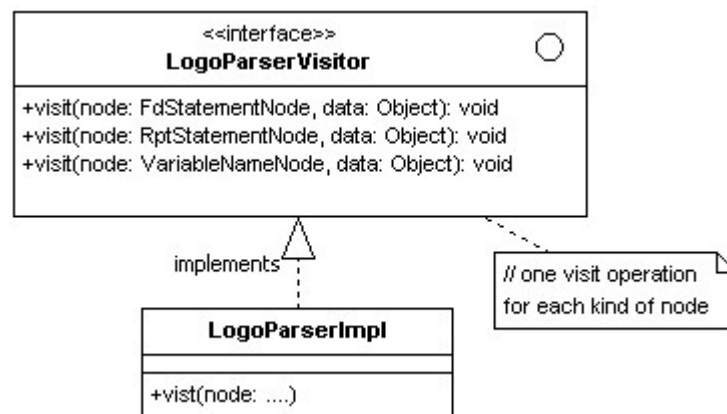 <<interface>>
LogoParserVisitor
+visit(node: FdStatementNode, data: Object): void
+visit(node: RptStatementNode, data: Object): void
+visit(node: VariableNameNode, data: Object): void
implements
// one visit operation
for each kind of node
LogoParserImpl
+vist(node: ....)